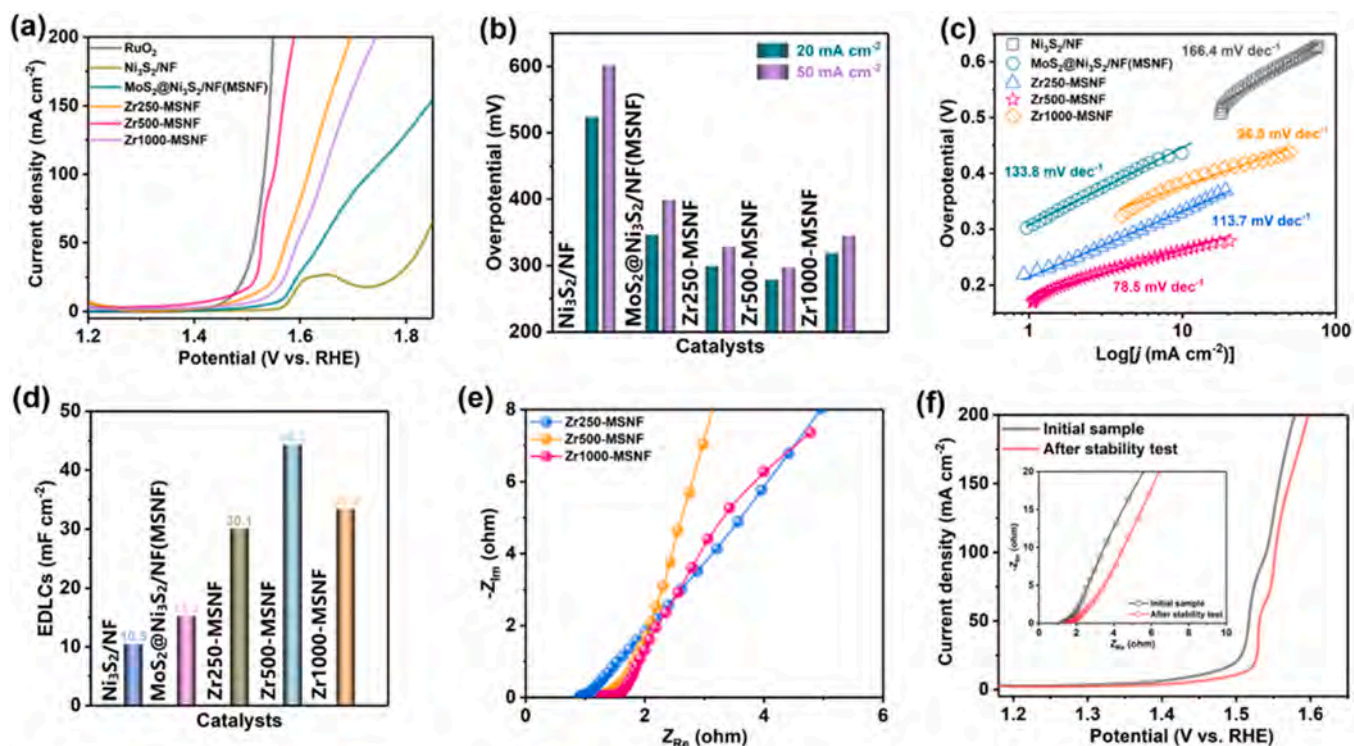 (a)
RuO₂
Ni₃S₂/NF
MoS₂@Ni₃S₂/NF(MSNF)
Zr250-MSNF
Zr500-MSNF
Zr1000-MSNF
200
150
100
50
0
Current density (mA cm⁻²)
1.2
1.4
1.6
1.8
Potential (V vs. RHE)
(b)
20 mA cm⁻²
50 mA cm⁻²
600
500
400
300
200
Overpotential (mV)
Ni₃S₂/NF
MoS₂@Ni₃S₂/NF(MSNF)
Zr250-MSNF
Zr500-MSNF
Zr1000-MSNF
Catalysts
(c)
Ni₃S₂/NF
MoS₂@Ni₃S₂/NF(MSNF)
Zr250-MSNF
Zr500-MSNF
Zr1000-MSNF
166.4 mV dec⁻¹
mV dec⁻¹
133.8 mV dec⁻¹
113.7 mV dec⁻¹
78.5 mV dec⁻¹
0.6
0.5
0.4
0.3
0.2
Overpotential (V)
1
10
100
Log[j (mA cm⁻²)]
(d)
50
40
30
20
10
0
EDLCs (mF cm⁻²)
10.5
30.1
Ni₃S₂/NF
MoS₂@Ni₃S₂/NF(MSNF)
Zr250-MSNF
Zr500-MSNF
Zr1000-MSNF
Catalysts
(e)
Zr250-MSNF
Zr500-MSNF
Zr1000-MSNF
8
6
4
2
0
-Z_Im (ohm)
0
2
4
6
Z_Re (ohm)
(f)
Initial sample
After stability test
200
150
100
50
0
Current density (mA cm⁻²)
20
15
10
5
0
(ohm)
Initial sample
After stability test
0
2
4
6
8
10
Z_Re (ohm)
1.2
1.3
1.4
1.5
1.6
Potential (V vs. RHE)